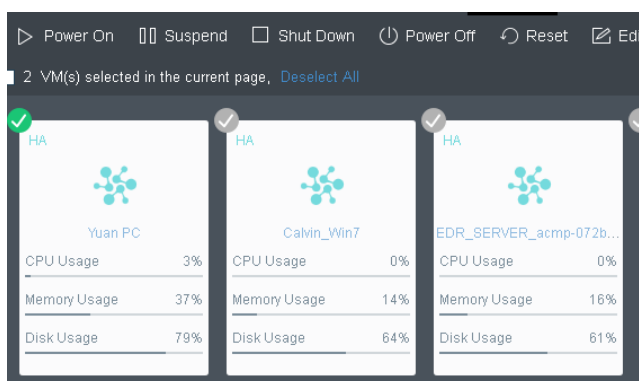 Power On Suspend Shut Down Power Off Reset Edi
2 VM(s) selected in the current page, Deselect All
HA HA HA
Yuan PC Calvin_Win7 EDR_SERVER_acmp-072b...
CPU Usage 3% CPU Usage 0% CPU Usage 0%
Memory Usage 37% Memory Usage 14% Memory Usage 16%
Disk Usage 79% Disk Usage 64% Disk Usage 61%